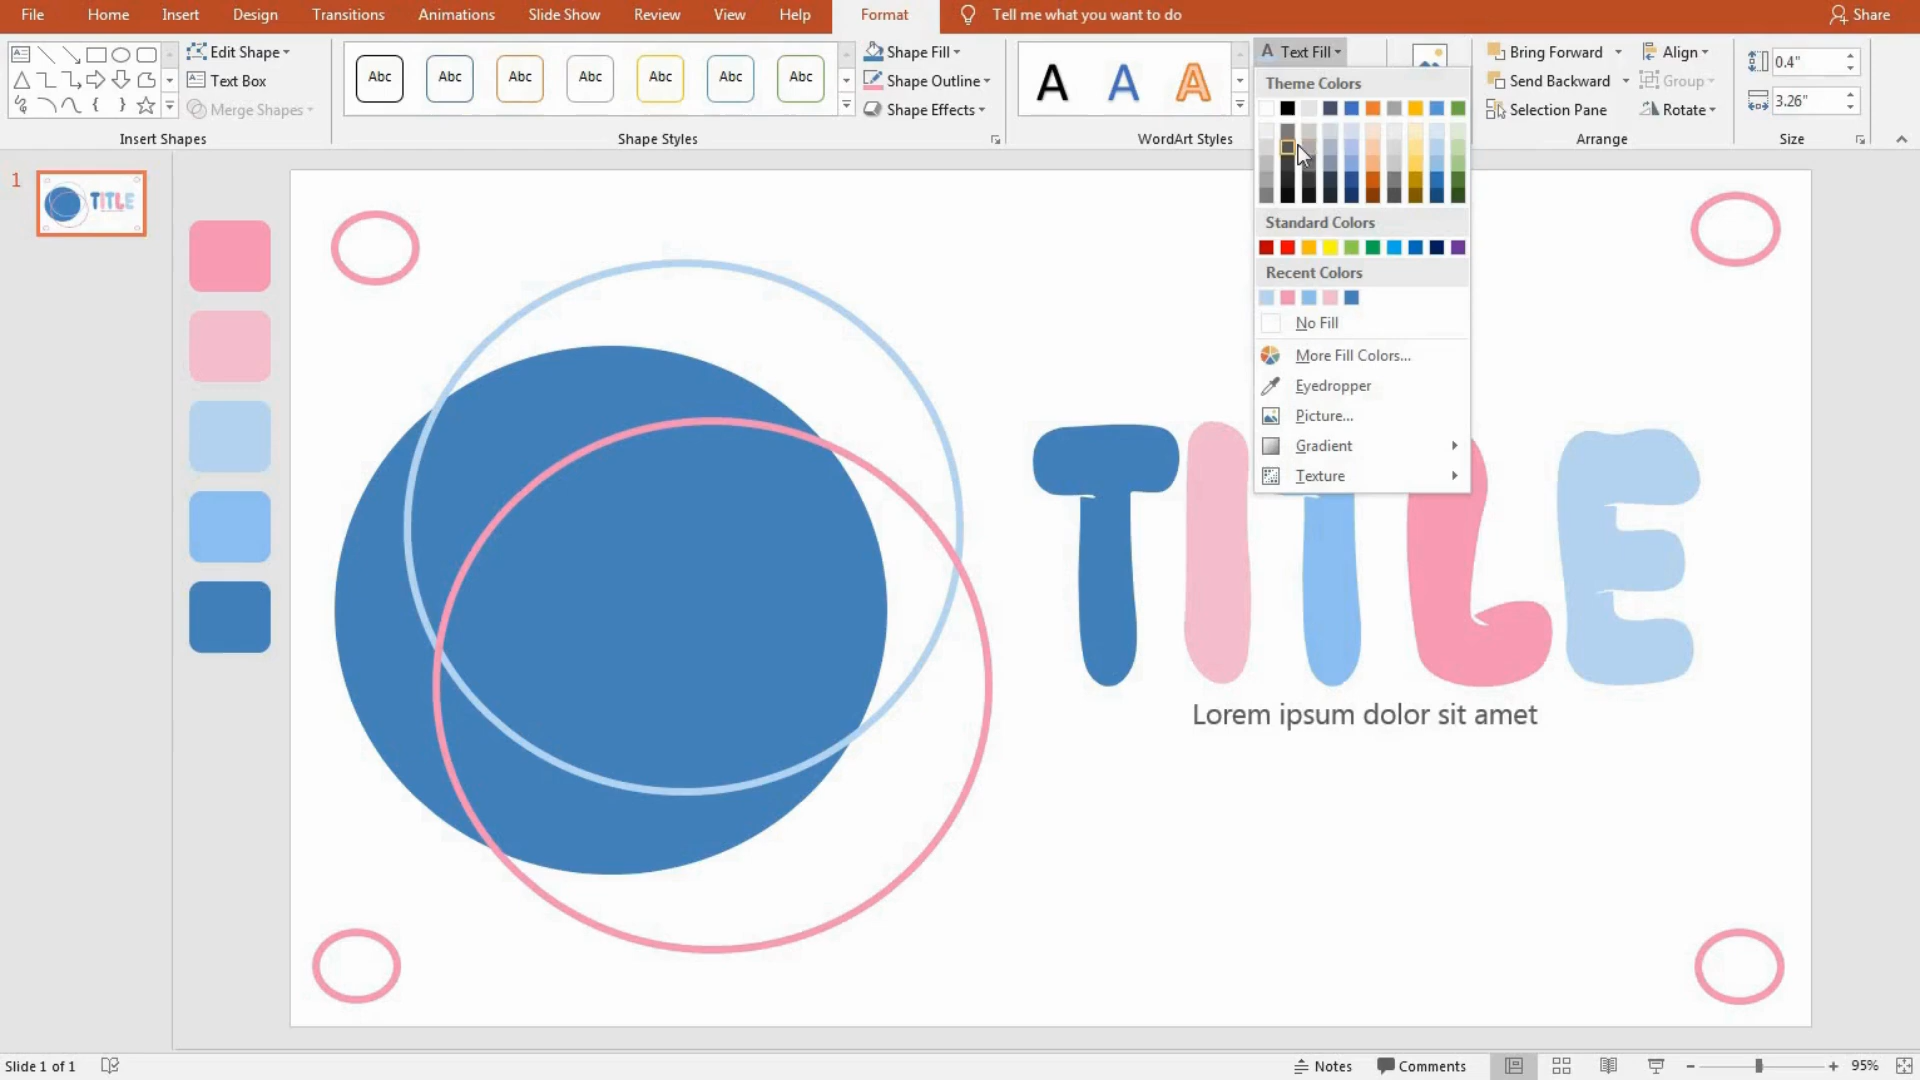 File Home Insert Design Transitions Animations Slide Show Review View Help Format Tell me what you want to do Share
Edit Shape
Text Box
Merge Shapes
Insert Shapes
Abc Abc Abc Abc Abc Abc Abc
Shape Styles
Shape Fill
Shape Outline
Shape Effects
A A A
WordArt Styles
A Text Fill
Bring Forward
Send Backward
Selection Pane
Align
Group
Rotate
Arrange
0.4"
3.26"
Size
Theme Colors
Standard Colors
Recent Colors
No Fill
More Fill Colors...
Eyedropper
Picture...
Gradient
Texture
1
TITLE
TITLE
Lorem ipsum dolor sit amet
Slide 1 of 1
Notes Comments 95%